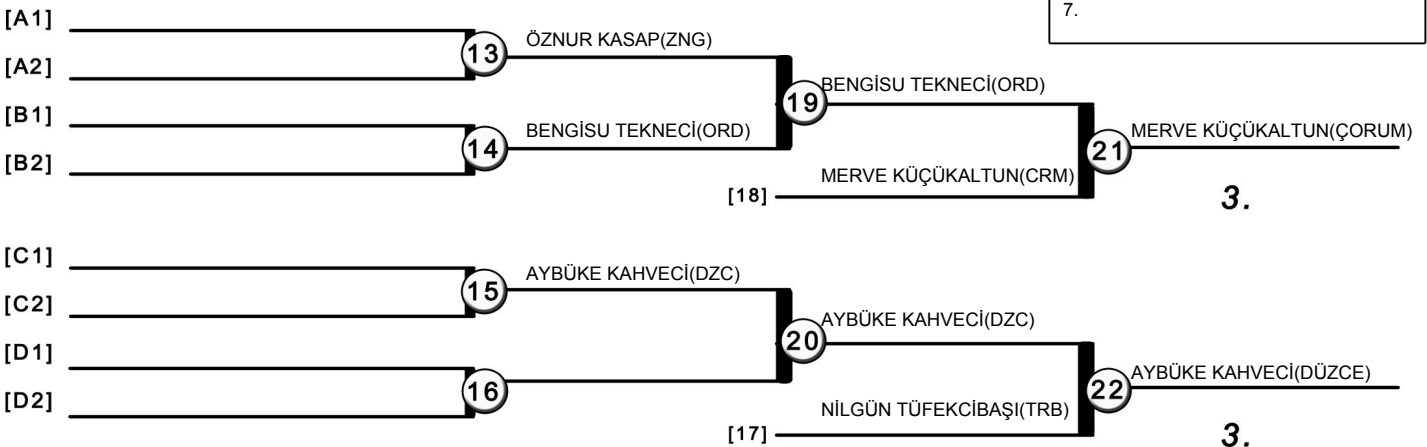 7.
[A1]
[A2]
[B1]
[B2]
13
ÖZNUR KASAP(ZNG)
14
BENGİSU TEKNECİ(ORD)
19
BENGİSU TEKNECİ(ORD)
[18]
MERVE KÜÇÜKALTUN(CRM)
21
MERVE KÜÇÜKALTUN(ÇORUM)
3.
[C1]
[C2]
[D1]
[D2]
15
AYBÜKE KAHVECİ(DZC)
16
20
AYBÜKE KAHVECİ(DZC)
[17]
NİLGÜN TÜFEKCİBAŞI(TRB)
22
AYBÜKE KAHVECİ(DÜZCE)
3.